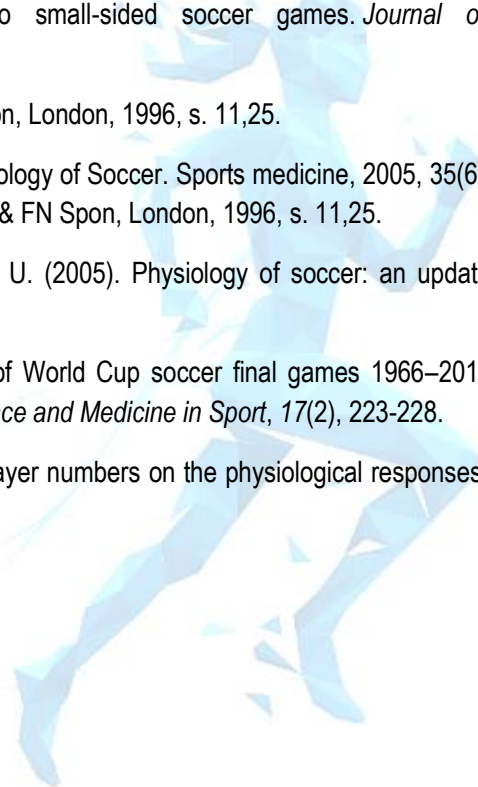 o small-sided soccer games. Journal o
on, London, 1996, s. 11,25.
ology of Soccer. Sports medicine, 2005, 35(6
& FN Spon, London, 1996, s. 11,25.
U. (2005). Physiology of soccer: an updat
of World Cup soccer final games 1966–201
ce and Medicine in Sport, 17(2), 223-228.
ayer numbers on the physiological responses